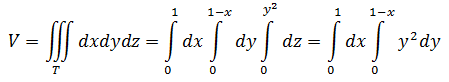 V = ∭_T dxdydz = ∫_0^1 dx ∫_0^{1-x} dy ∫_0^{y^2} dz = ∫_0^1 dx ∫_0^{1-x} y^2 dy